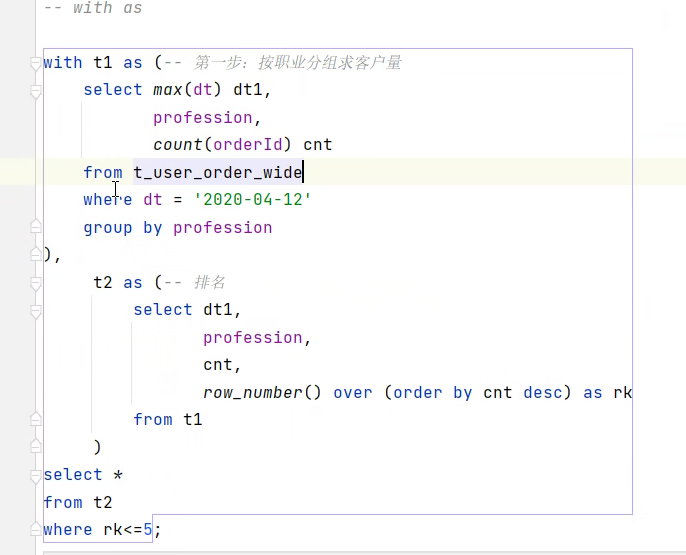 -- with as
with t1 as (-- 第一步: 按职业分组求客户量
select max(dt) dt1,
profession,
count(orderId) cnt
from t_user_order_wide
where dt = '2020-04-12'
group by profession
),
t2 as (-- 排名
select dt1,
profession,
cnt,
row_number() over (order by cnt desc) as rk
from t1
)
select *
from t2
where rk<=5;